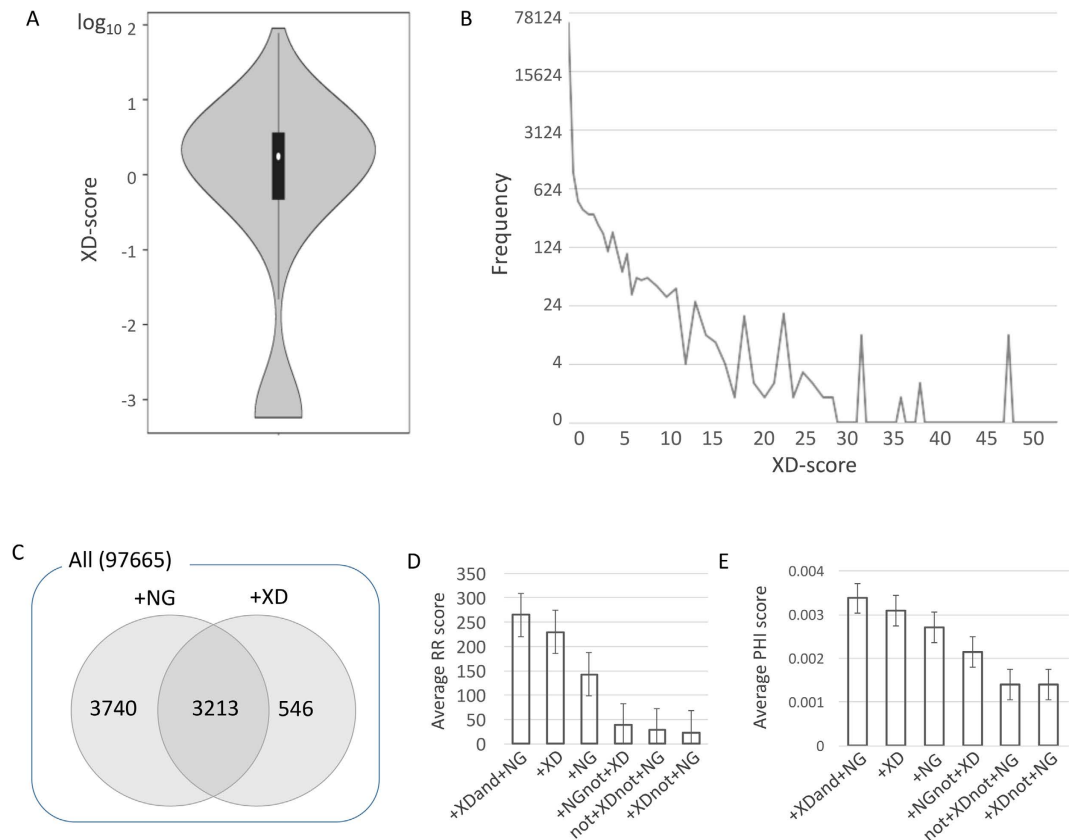 A
log10 2
1
0
-1
-2
-3
XD-score
B
78124
15624
3124
624
124
24
4
0
Frequency
0 5 10 15 20 25 30 35 40 45 50
XD-score
C
All (97665)
+NG +XD
3740 3213 546
D
350
300
250
200
150
100
50
0
Average RR score
+XDand+NG
+XD
+NG
+NGnot+XD
not+XDnot+NG
+XDnot+NG
E
0.004
0.003
0.002
0.001
0
Average PHI score
+XDand+NG
+XD
+NG
+NGnot+XD
not+XDnot+NG
+XDnot+NG